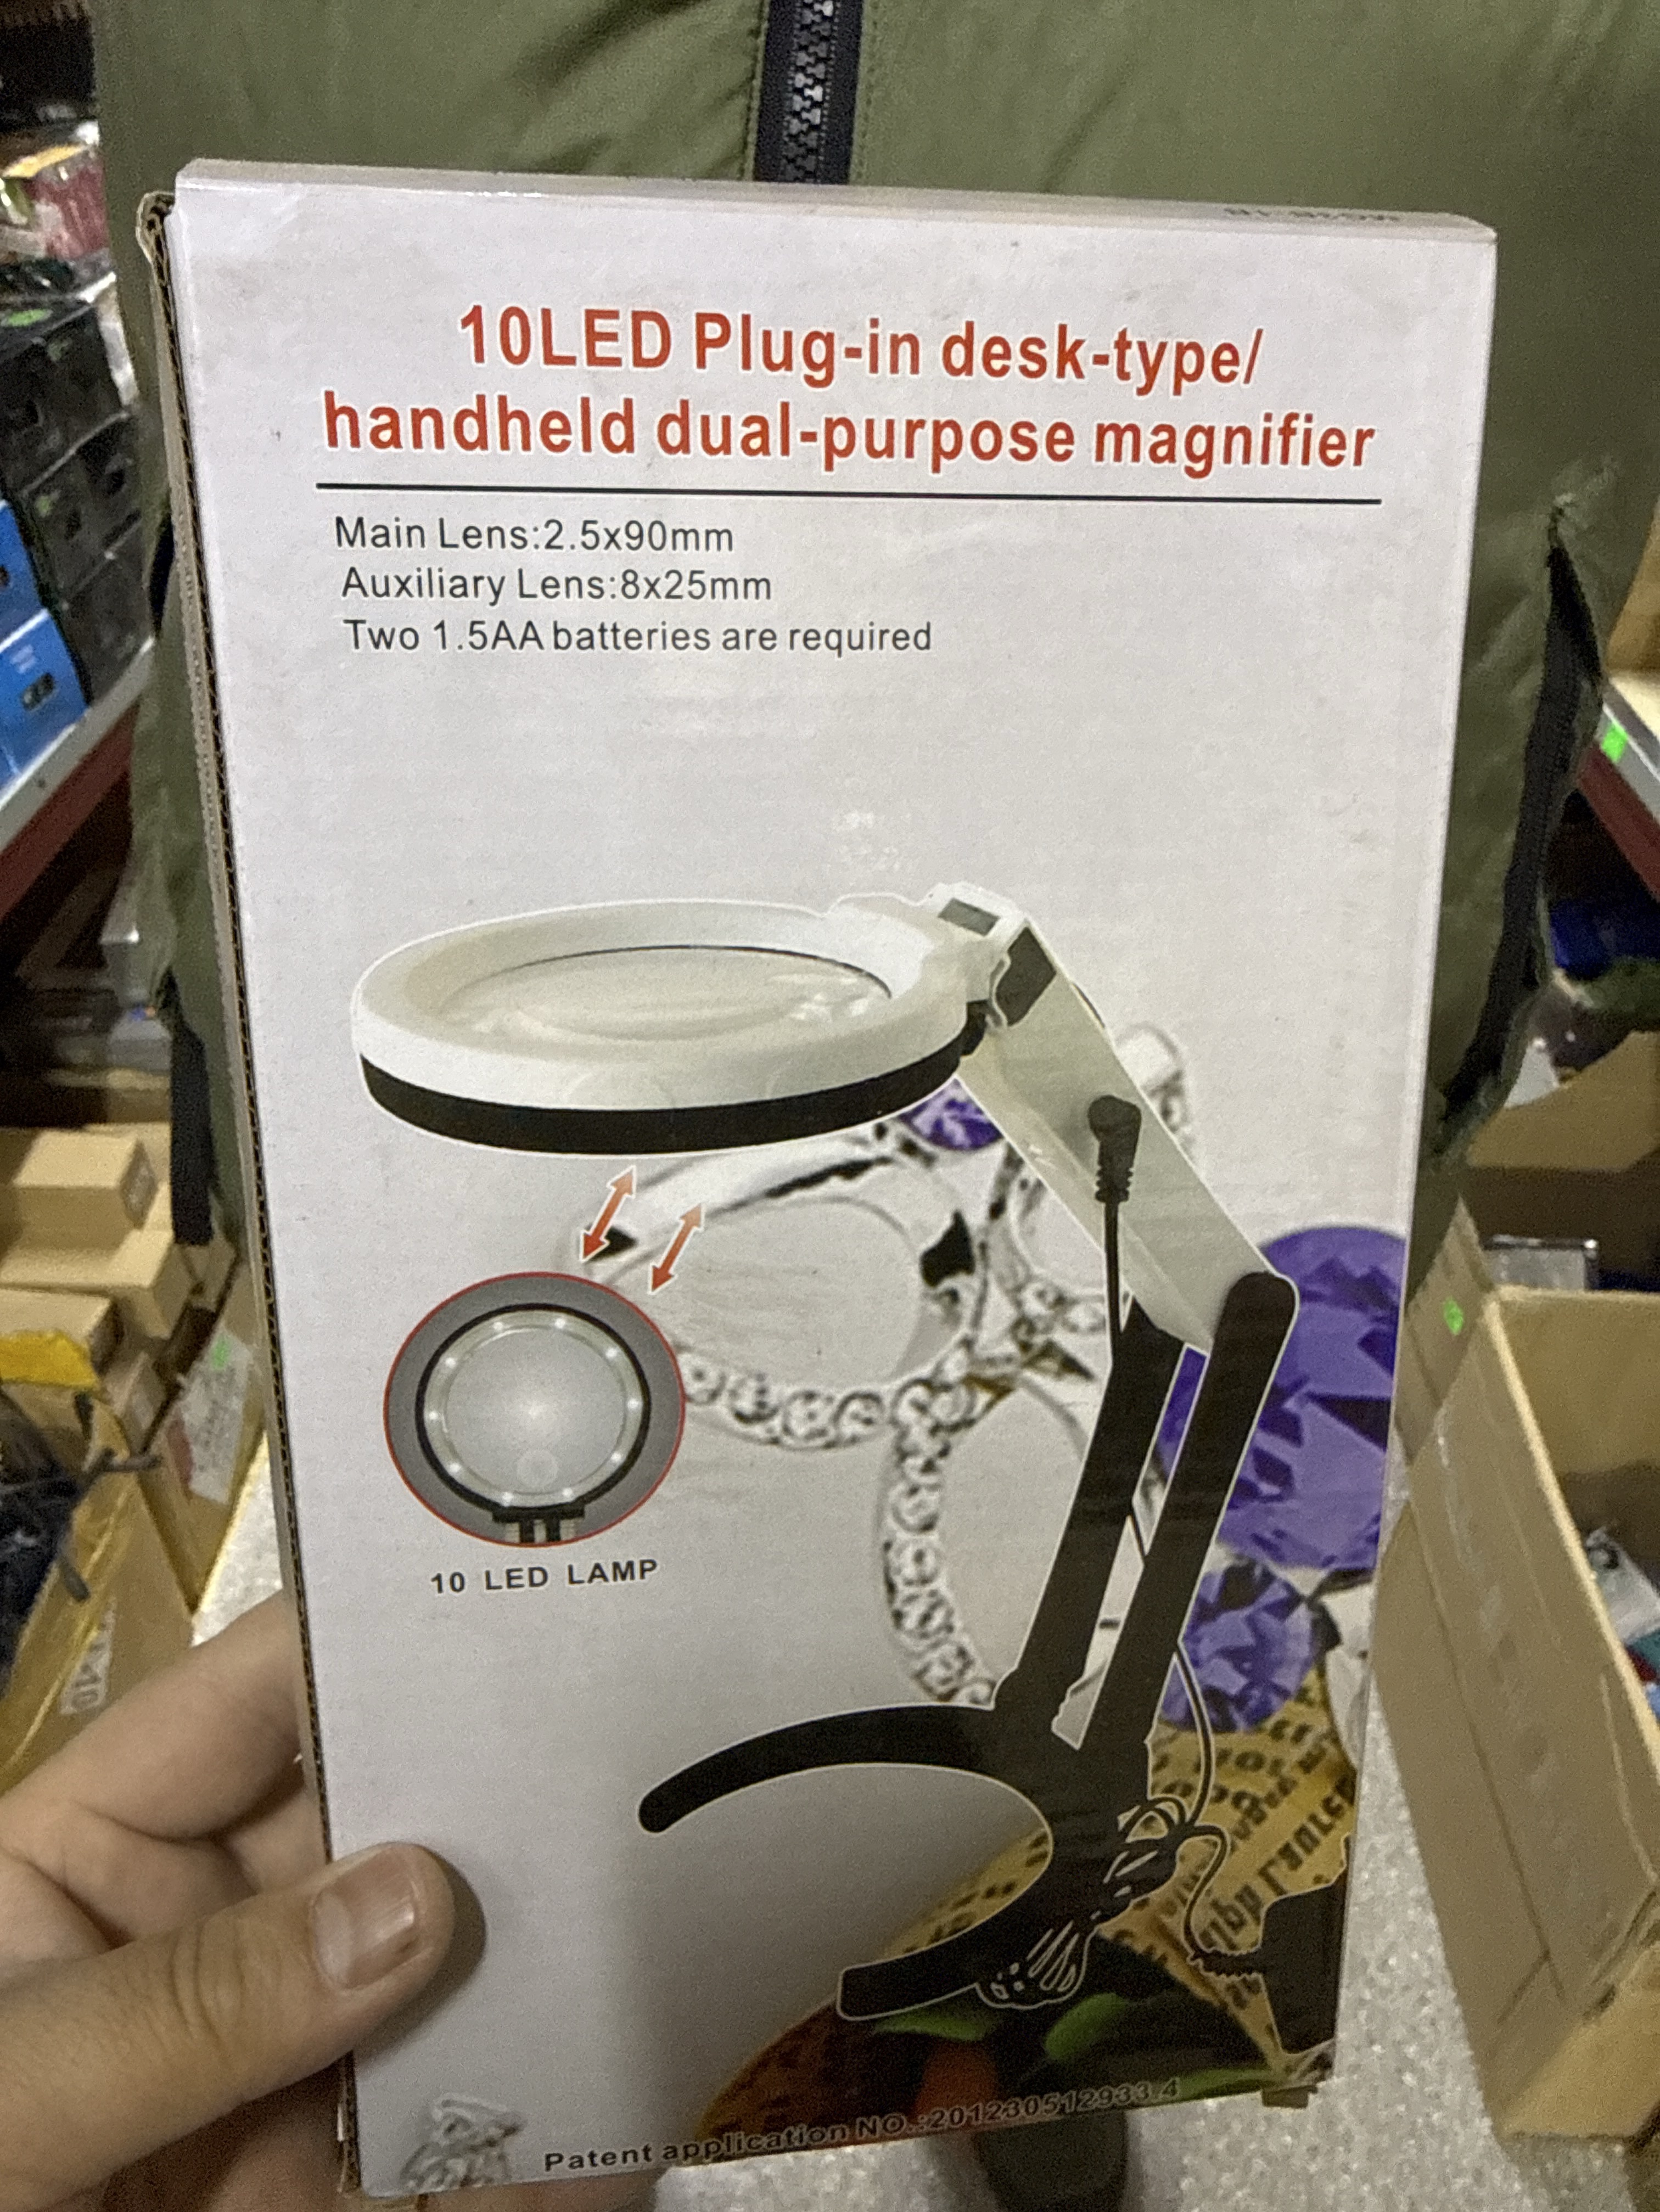 10LED Plug-in desk-type/
handheld dual-purpose magnifier
Main Lens:2.5x90mm
Auxiliary Lens:8x25mm
Two 1.5AA batteries are required
10 LED LAMP
Patent application NO.:201230512933.4